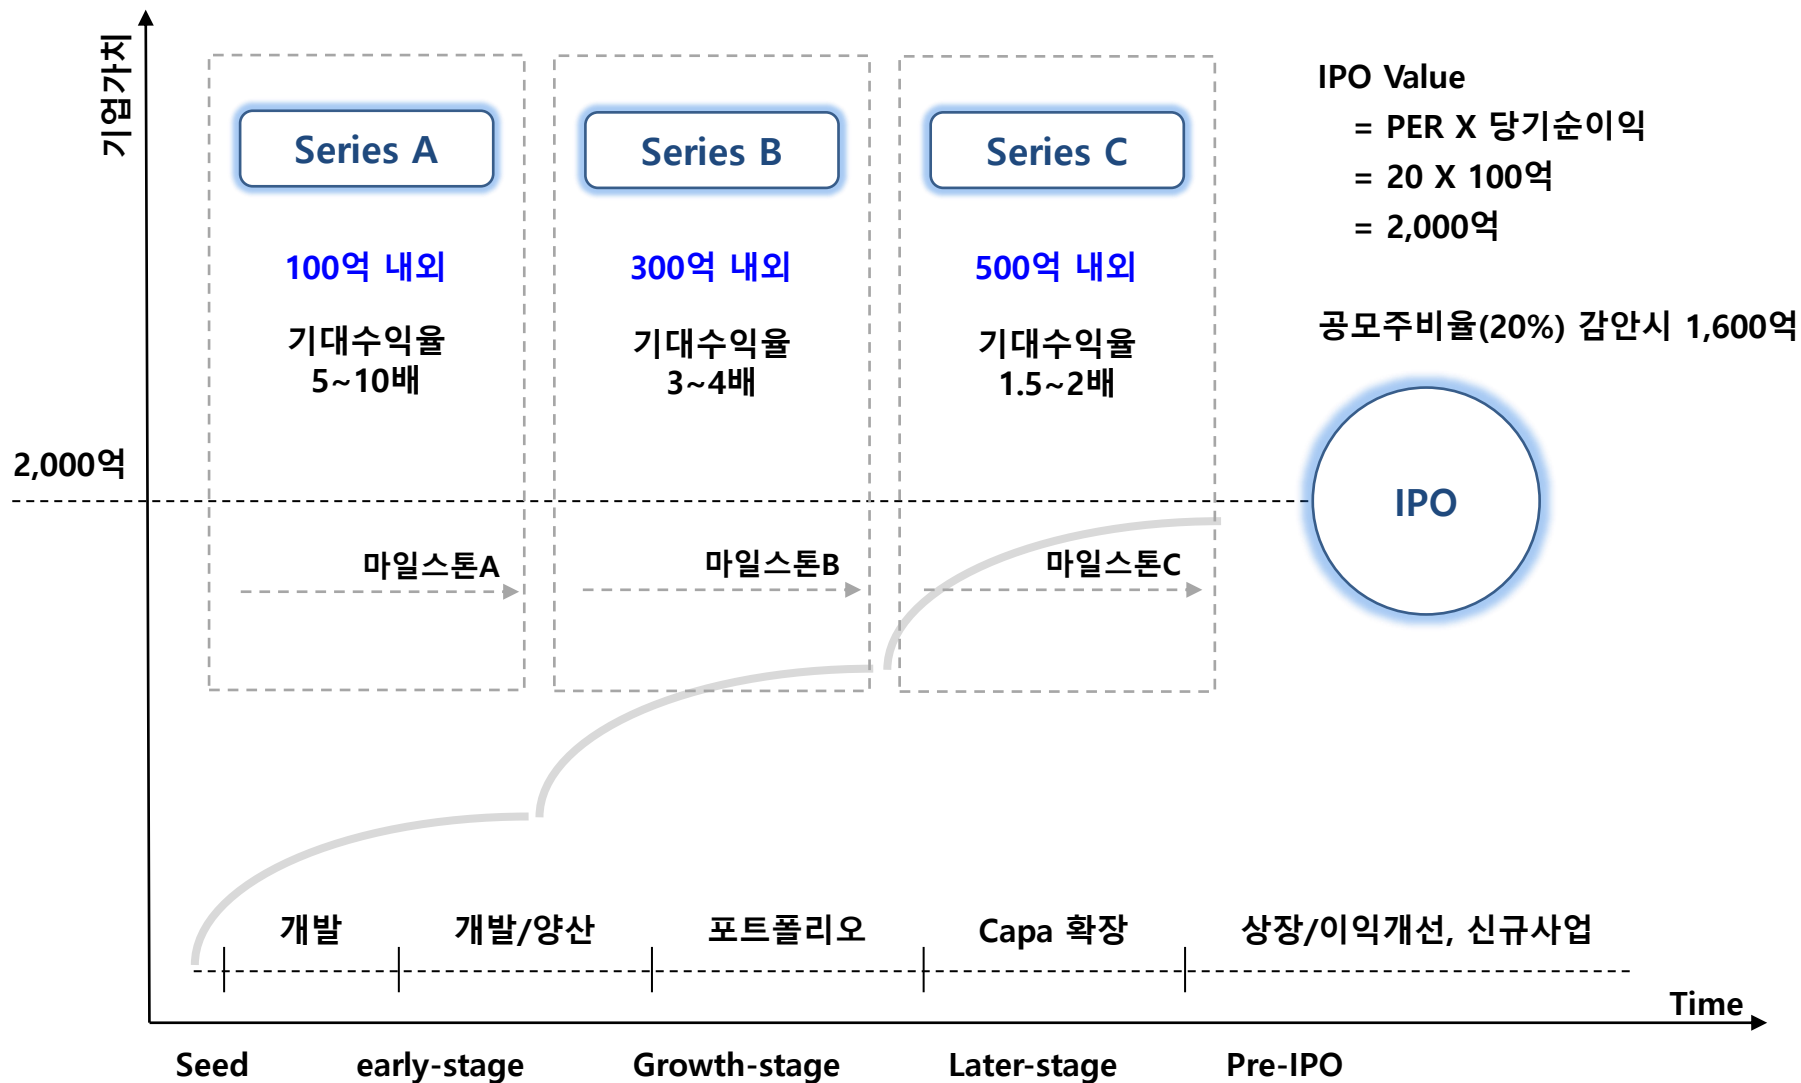 기업가치
Series A
Series B
Series C
100억 내외
300억 내외
500억 내외
기대수익율
5~10배
기대수익율
3~4배
기대수익율
1.5~2배
IPO Value
= PER X 당기순이익
= 20 X 100억
= 2,000억
공모주비율(20%) 감안시 1,600억
2,000억
IPO
마일스톤A
마일스톤B
마일스톤C
개발
개발/양산
포트폴리오
Capa 확장
상장/이익개선, 신규사업
Time
Seed
early-stage
Growth-stage
Later-stage
Pre-IPO